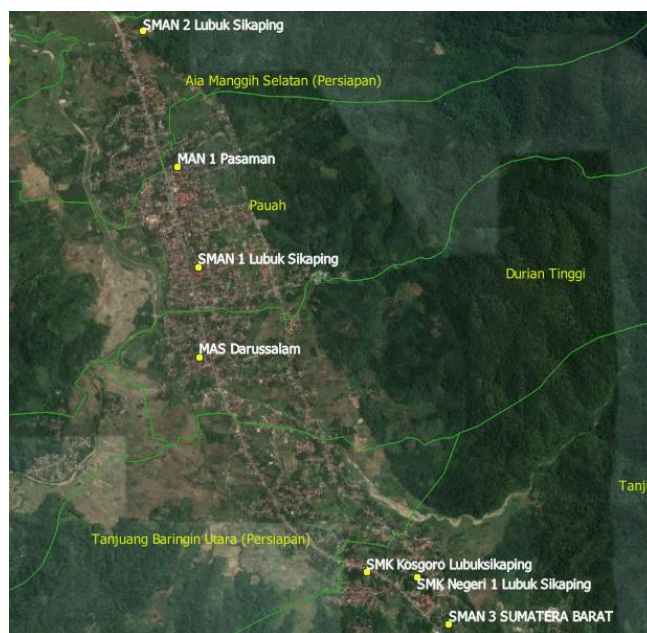 SMAN 2 Lubuk Sikaping
Aia Manggih Selatan (Persiapan)
MAN 1 Pasaman
Pauah
SMAN 1 Lubuk Sikaping
Durian Tinggi
MAS Darussalam
Tanju
Tanjuang Baringin Utara (Persiapan)
SMK Kosgoro Lubuksikaping
SMK Negeri 1 Lubuk Sikaping
SMAN 3 SUMATERA BARAT